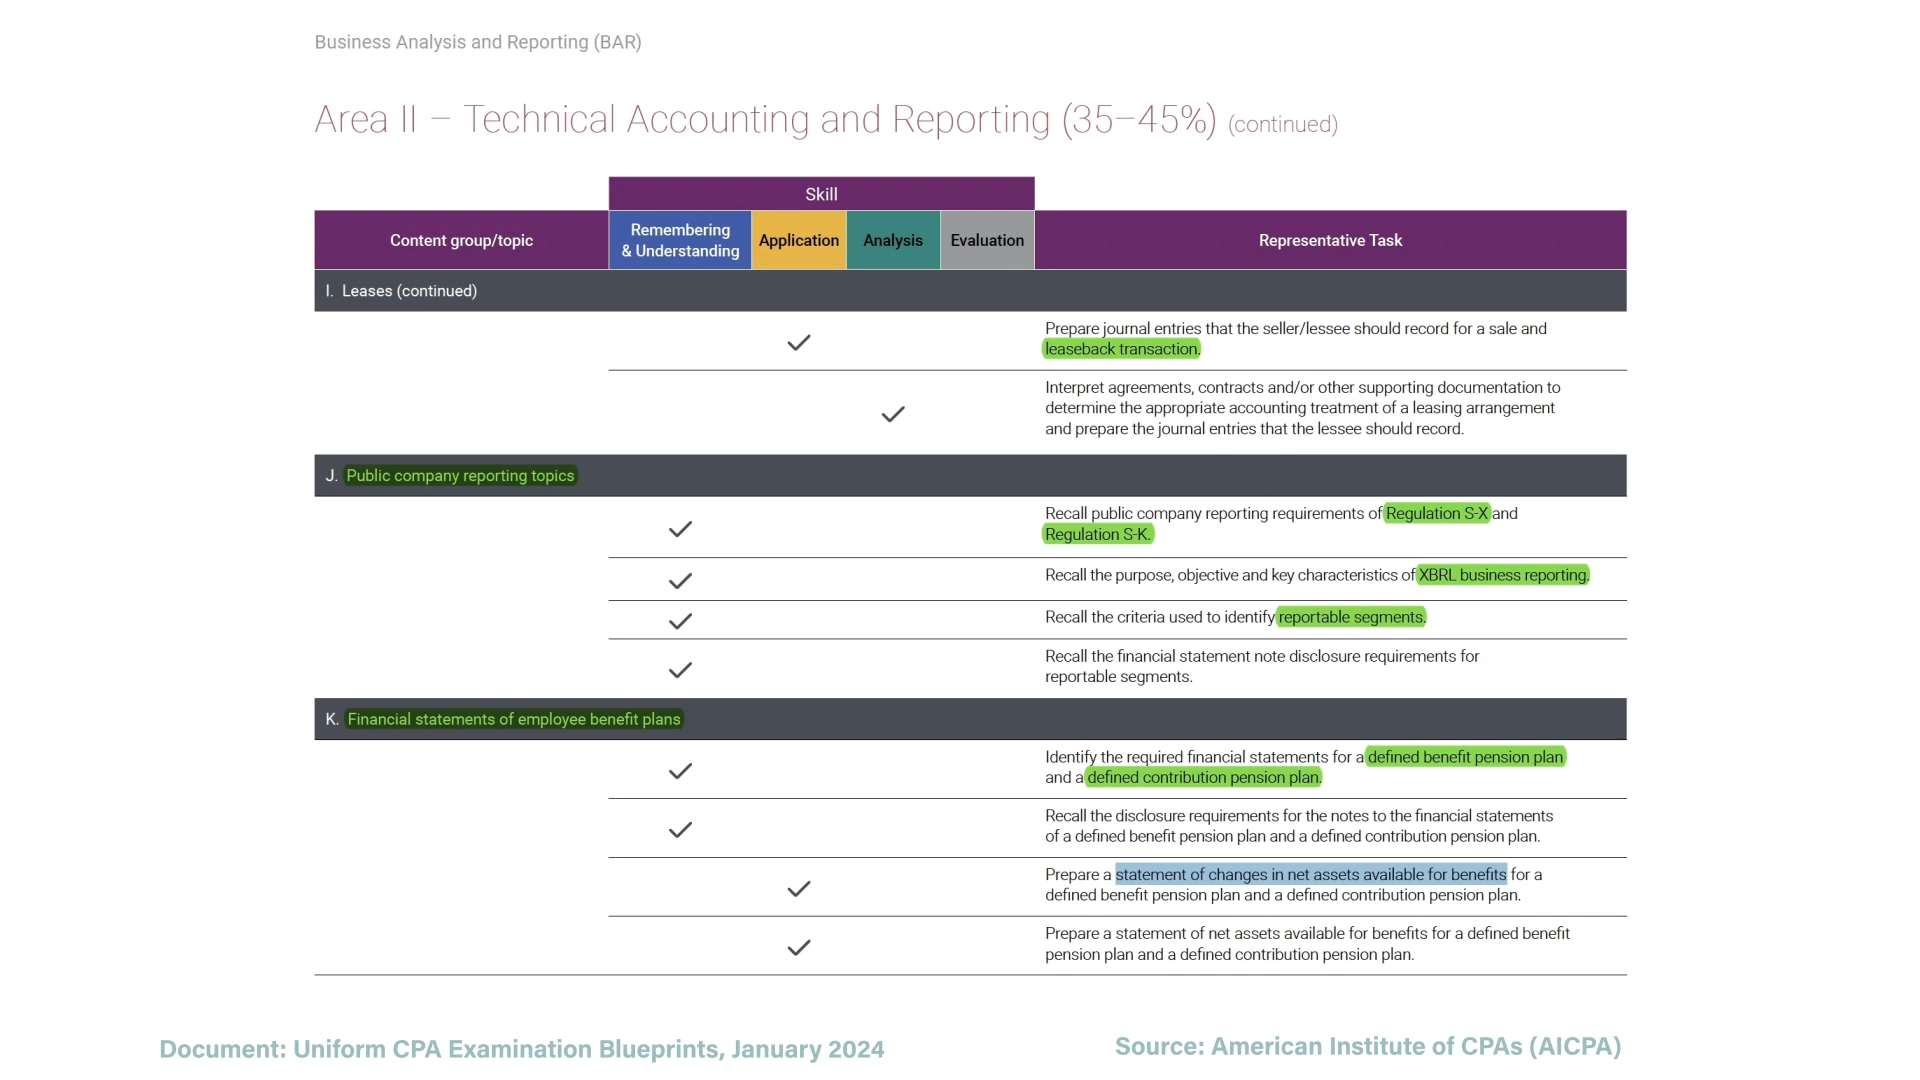 Business Analysis and Reporting (BAR)
Area II – Technical Accounting and Reporting (35–45%) (continued)
Skill
Content group/topic
Remembering
& Understanding
Application
Analysis
Evaluation
Representative Task
I. Leases (continued)
Prepare journal entries that the seller/lessee should record for a sale and
leaseback transaction.
Interpret agreements, contracts and/or other supporting documentation to
determine the appropriate accounting treatment of a leasing arrangement
and prepare the journal entries that the lessee should record.
J. Public company reporting topics
Recall public company reporting requirements of Regulation S-X and
Regulation S-K.
Recall the purpose, objective and key characteristics of XBRL business reporting.
Recall the criteria used to identify reportable segments.
Recall the financial statement note disclosure requirements for
reportable segments.
K. Financial statements of employee benefit plans
Identify the required financial statements for a defined benefit pension plan
and a defined contribution pension plan.
Recall the disclosure requirements for the notes to the financial statements
of a defined benefit pension plan and a defined contribution pension plan.
Prepare a statement of changes in net assets available for benefits for a
defined benefit pension plan and a defined contribution pension plan.
Prepare a statement of net assets available for benefits for a defined benefit
pension plan and a defined contribution pension plan.
Document: Uniform CPA Examination Blueprints, January 2024
Source: American Institute of CPAs (AICPA)